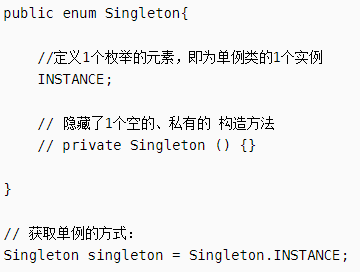 public enum Singleton{
//定义1个枚举的元素，即为单例类的1个实例
INSTANCE;
// 隐藏了1个空的、私有的 构造方法
// private Singleton () {}
}
// 获取单例的方式：
Singleton singleton = Singleton.INSTANCE;